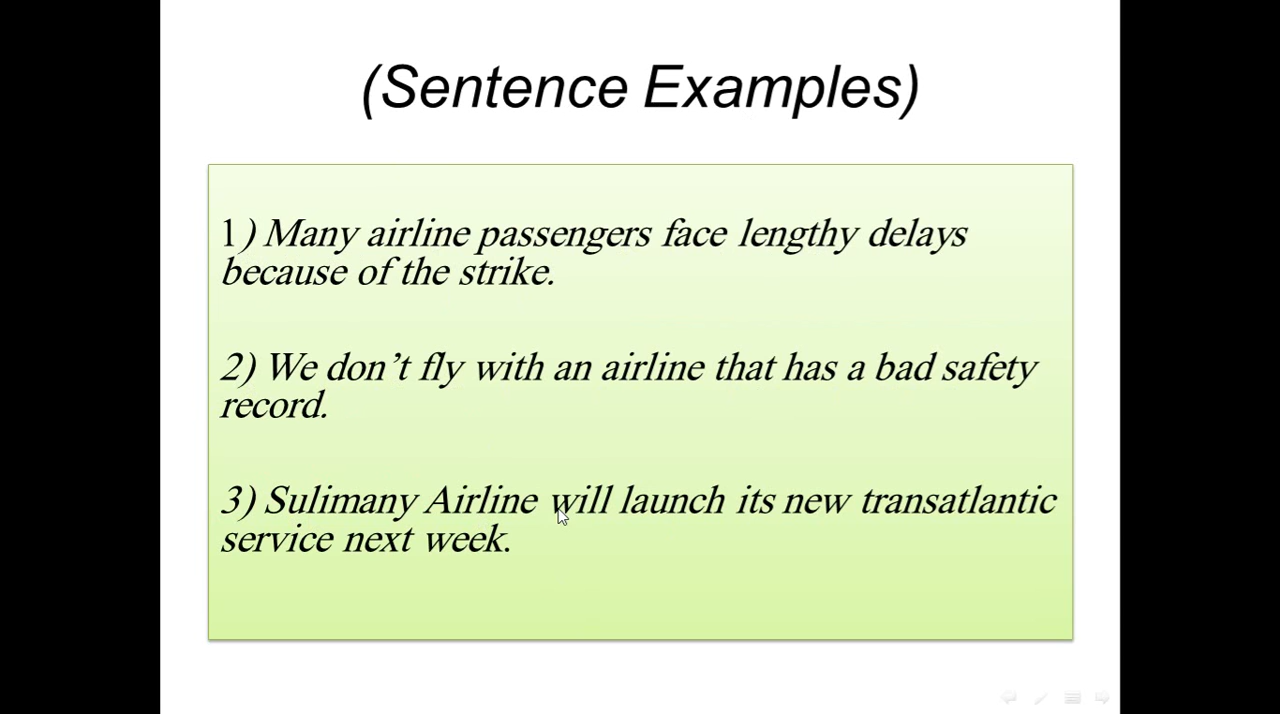 (Sentence Examples)
1) Many airline passengers face lengthy delays
because of the strike.
2) We don’t fly with an airline that has a bad safety
record.
3) Sulimany Airline will launch its new transatlantic
service next week.